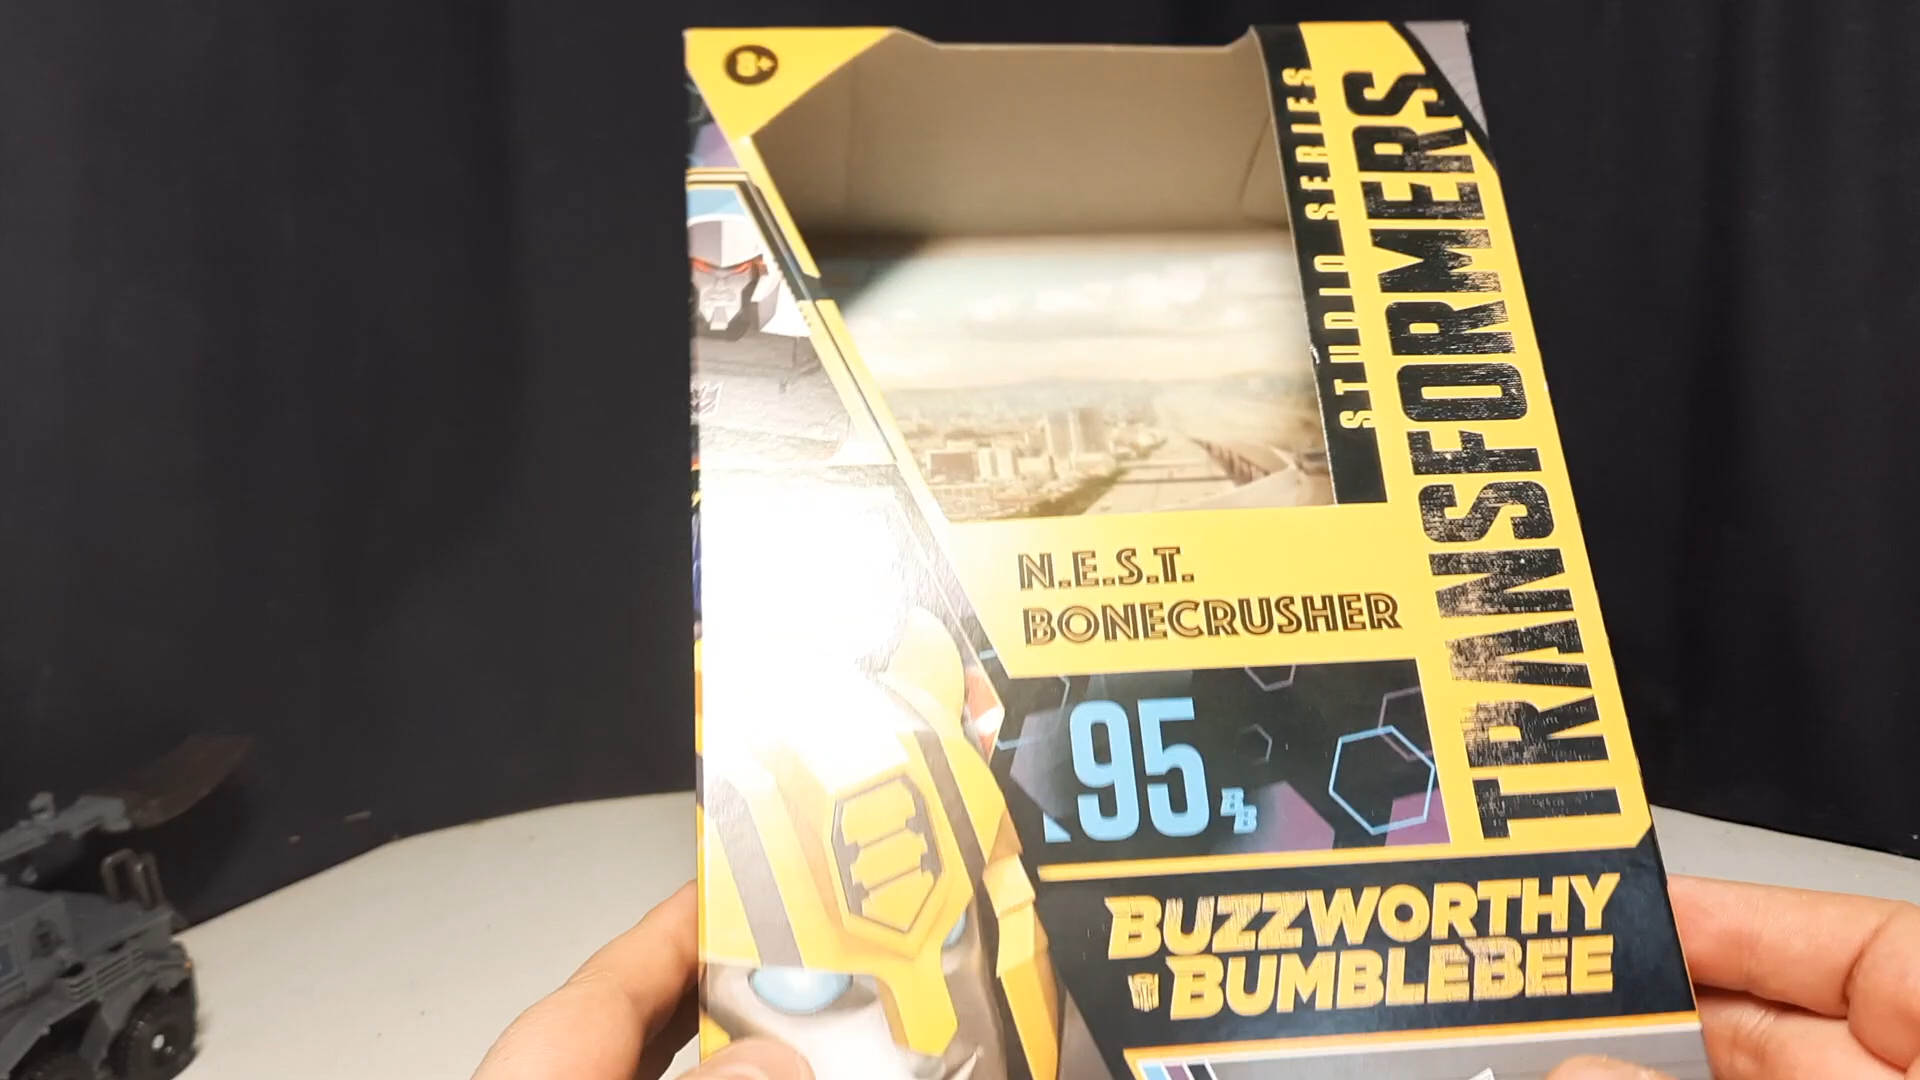 8+
STUDIO SERIES
TRANSFORMERS
N.E.S.T.
BONECRUSHER
95 BB
BUZZWORTHY
BUMBLEBEE